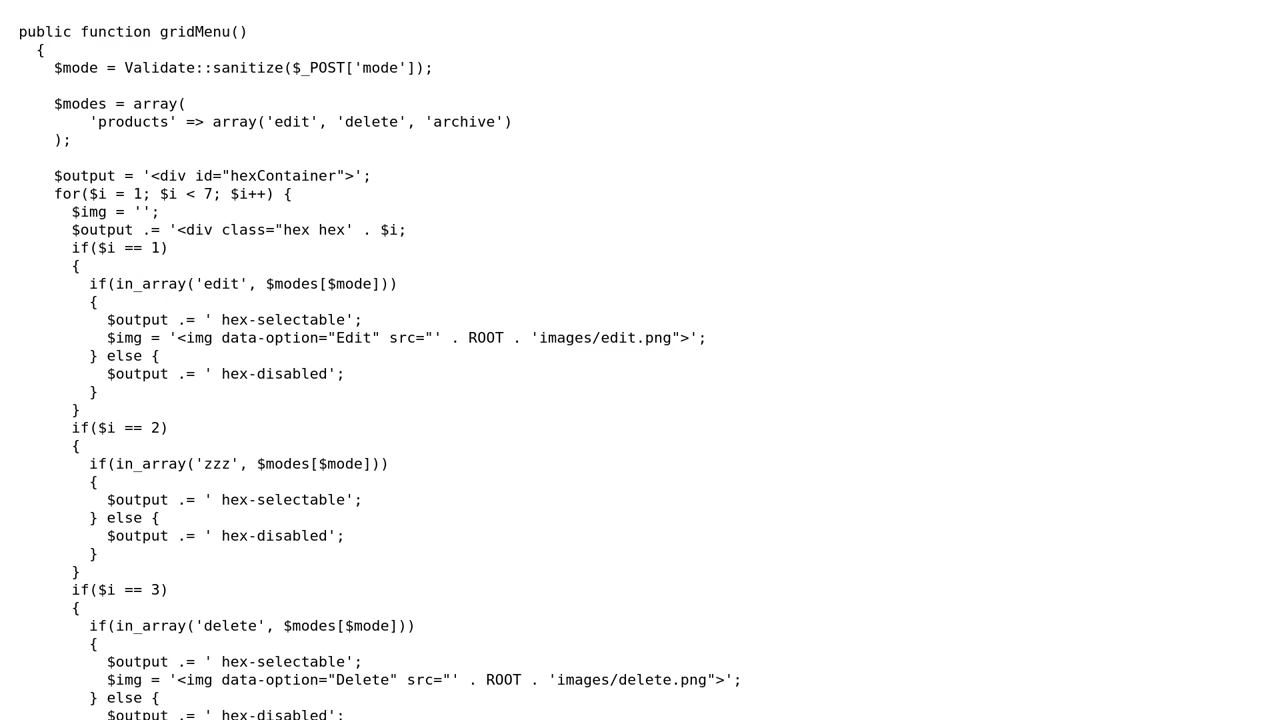 public function gridMenu()
  {
    $mode = Validate::sanitize($_POST['mode']);

    $modes = array(
        'products' => array('edit', 'delete', 'archive')
    );

    $output = '<div id="hexContainer">';
    for($i = 1; $i < 7; $i++) {
      $img = '';
      $output .= '<div class="hex hex' . $i;
      if($i == 1)
      {
        if(in_array('edit', $modes[$mode]))
        {
          $output .= ' hex-selectable';
          $img = '<img data-option="Edit" src="' . ROOT . 'images/edit.png">';
        } else {
          $output .= ' hex-disabled';
        }
      }
      if($i == 2)
      {
        if(in_array('zzz', $modes[$mode]))
        {
          $output .= ' hex-selectable';
        } else {
          $output .= ' hex-disabled';
        }
      }
      if($i == 3)
      {
        if(in_array('delete', $modes[$mode]))
        {
          $output .= ' hex-selectable';
          $img = '<img data-option="Delete" src="' . ROOT . 'images/delete.png">';
        } else {
          $output .= ' hex-disabled';